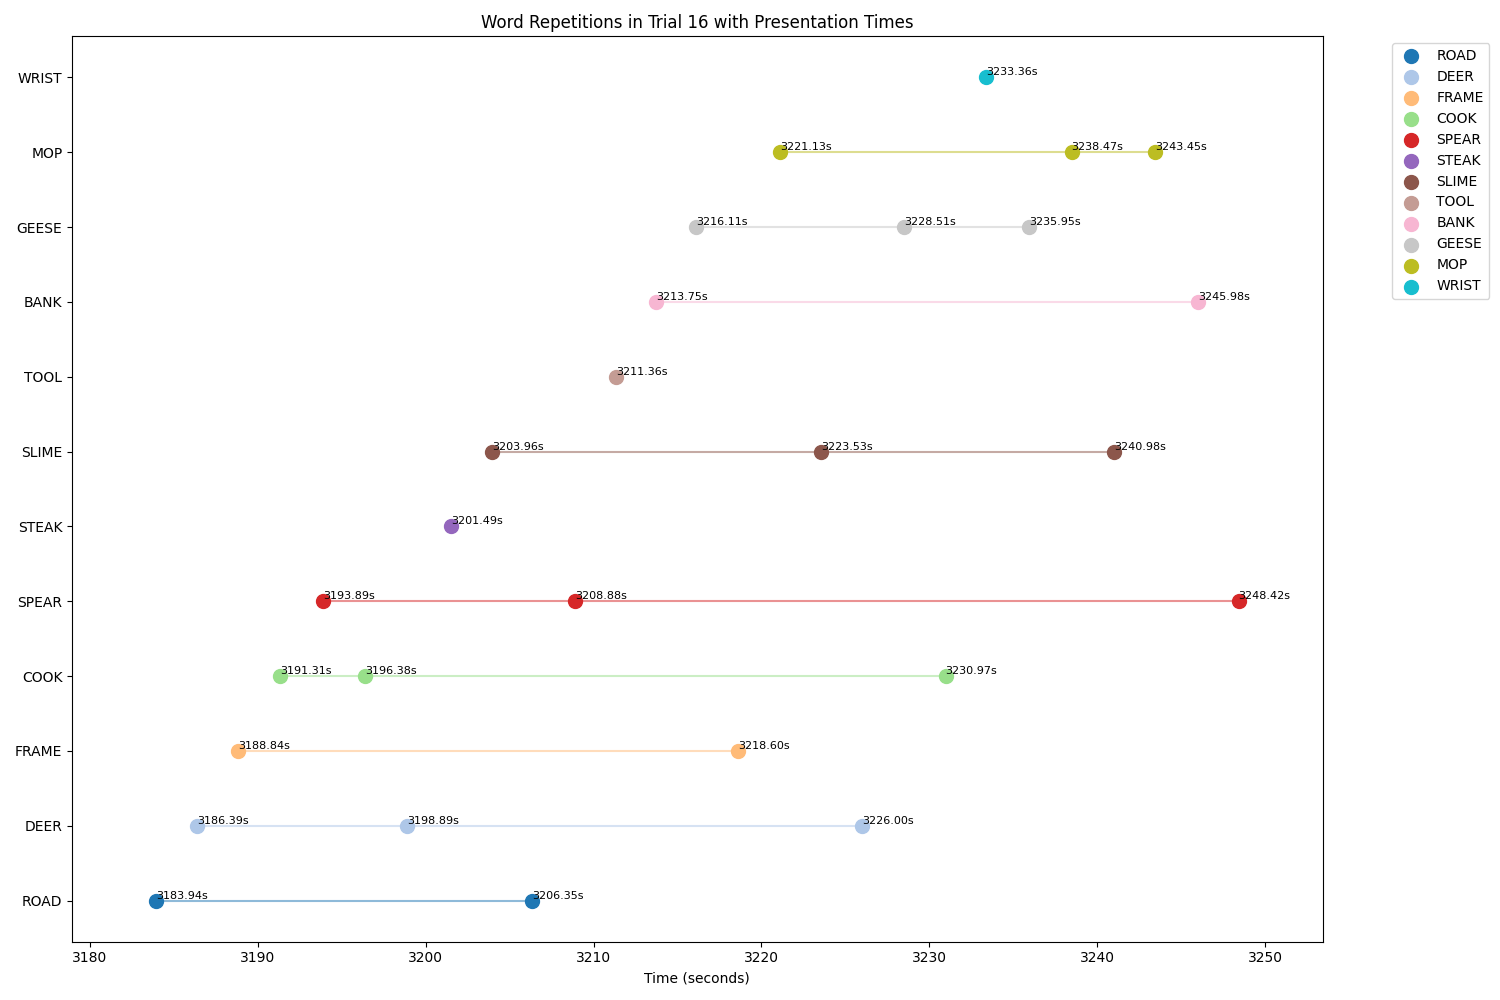 Word Repetitions in Trial 16 with Presentation Times
WRIST
3233.36s
MOP
3221.13s 3238.47s 3243.45s
GEESE
3216.11s 3228.51s 3235.95s
BANK
3213.75s 3245.98s
TOOL
3211.36s
SLIME
3203.96s 3223.53s 3240.98s
STEAK
3201.49s
SPEAR
3193.89s 3208.88s 3248.42s
COOK
3191.31s 3196.38s 3230.97s
FRAME
3188.84s 3218.60s
DEER
3186.39s 3198.89s 3226.00s
ROAD
3183.94s 3206.35s
3180 3190 3200 3210 3220 3230 3240 3250
Time (seconds)
ROAD
DEER
FRAME
COOK
SPEAR
STEAK
SLIME
TOOL
BANK
GEESE
MOP
WRIST